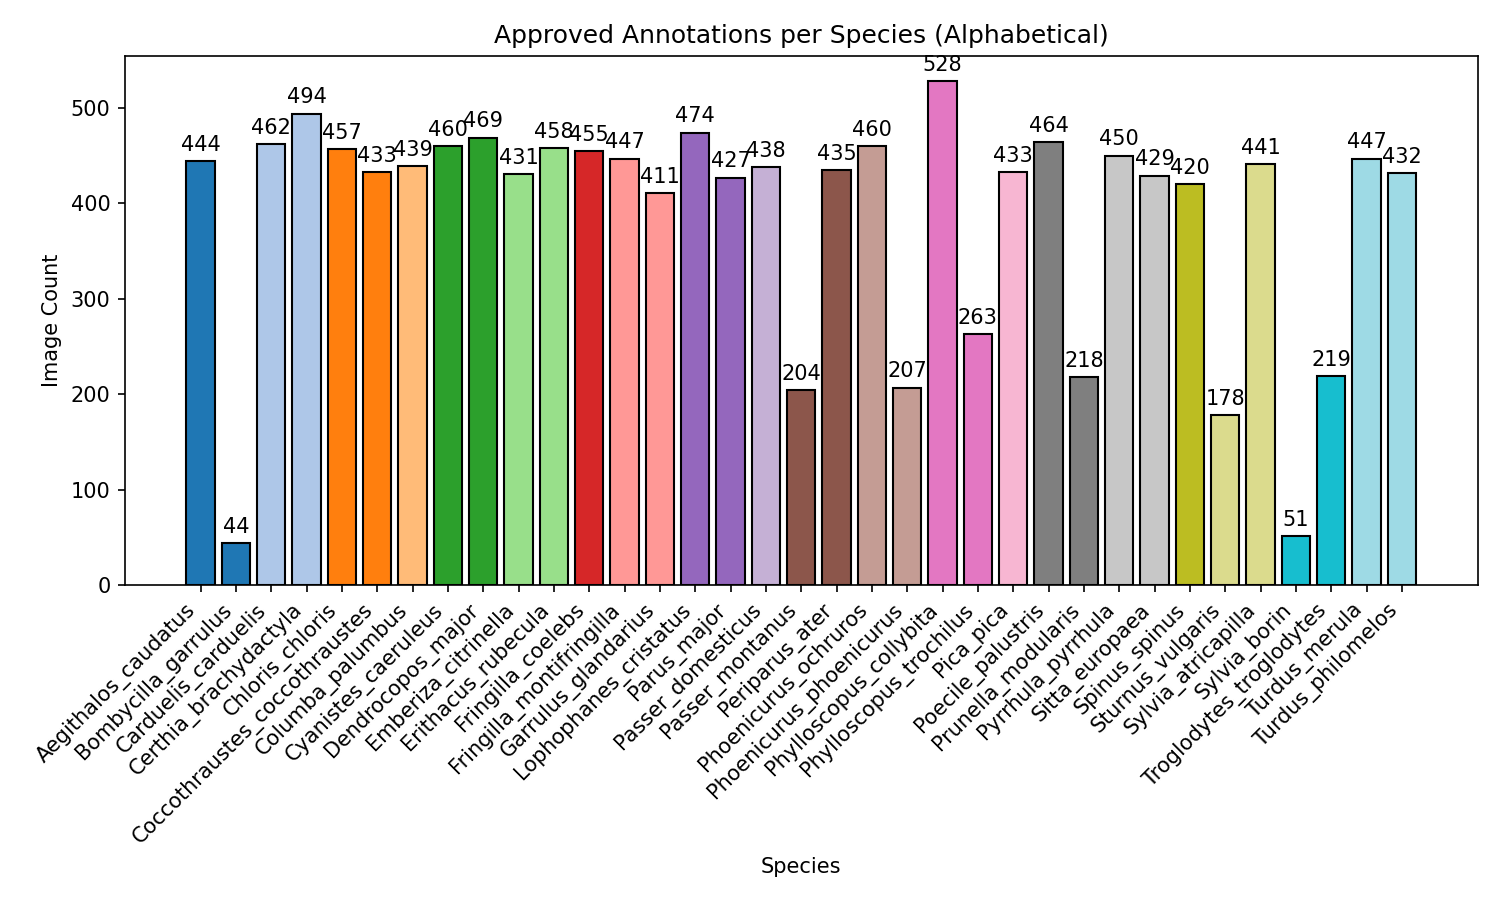 Approved Annotations per Species (Alphabetical)
Image Count
500
400
300
200
100
0
444
44
462
494
457
433
439
460
469
431
458
455
447
411
474
427
438
204
435
460
207
528
263
433
464
218
450
429
420
178
441
51
219
447
432
Aegithalos_caudatus
Bombycilla_garrulus
Carduelis_carduelis
Certhia_brachydactyla
Chloris_chloris
Coccothraustes_coccothraustes
Columba_palumbus
Cyanistes_caeruleus
Dendrocopos_major
Emberiza_citrinella
Erithacus_rubecula
Fringilla_coelebs
Fringilla_montifringilla
Garrulus_glandarius
Lophophanes_cristatus
Parus_major
Passer_domesticus
Passer_montanus
Periparus_ater
Phoenicurus_ochruros
Phoenicurus_phoenicurus
Phylloscopus_collybita
Phylloscopus_trochilus
Pica_pica
Poecile_palustris
Prunella_modularis
Pyrrhula_pyrrhula
Sitta_europaea
Spinus_spinus
Sturnus_vulgaris
Sylvia_atricapilla
Sylvia_borin
Troglodytes_troglodytes
Turdus_merula
Turdus_philomelos
Species